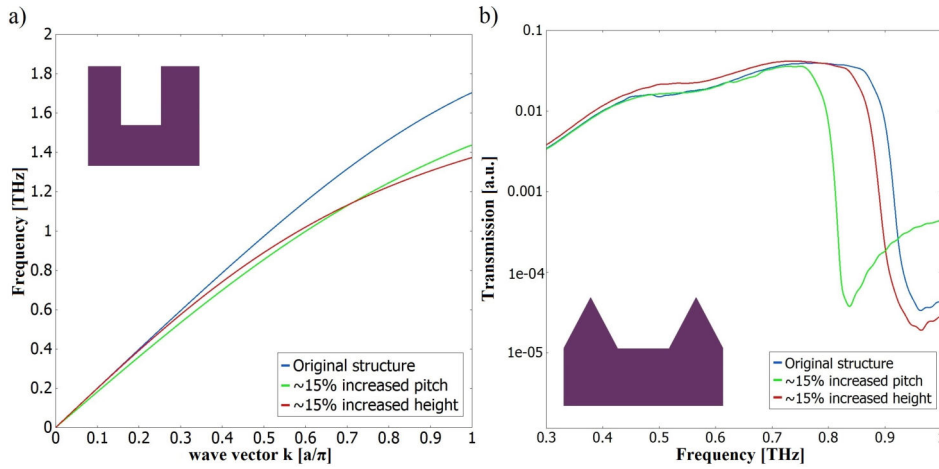 a)
2
1.8
1.6
1.4
1.2
1
0.8
0.6
0.4
0.2
0
Frequency [THz]
Original structure
~15% increased pitch
~15% increased height
0 0.1 0.2 0.3 0.4 0.5 0.6 0.7 0.8 0.9 1
wave vector k [a/π]
b)
0.1
0.01
0.001
1e-04
1e-05
Transmission [a.u.]
Original structure
~15% increased pitch
~15% increased height
0.3 0.4 0.5 0.6 0.7 0.8 0.9
Frequency [THz]